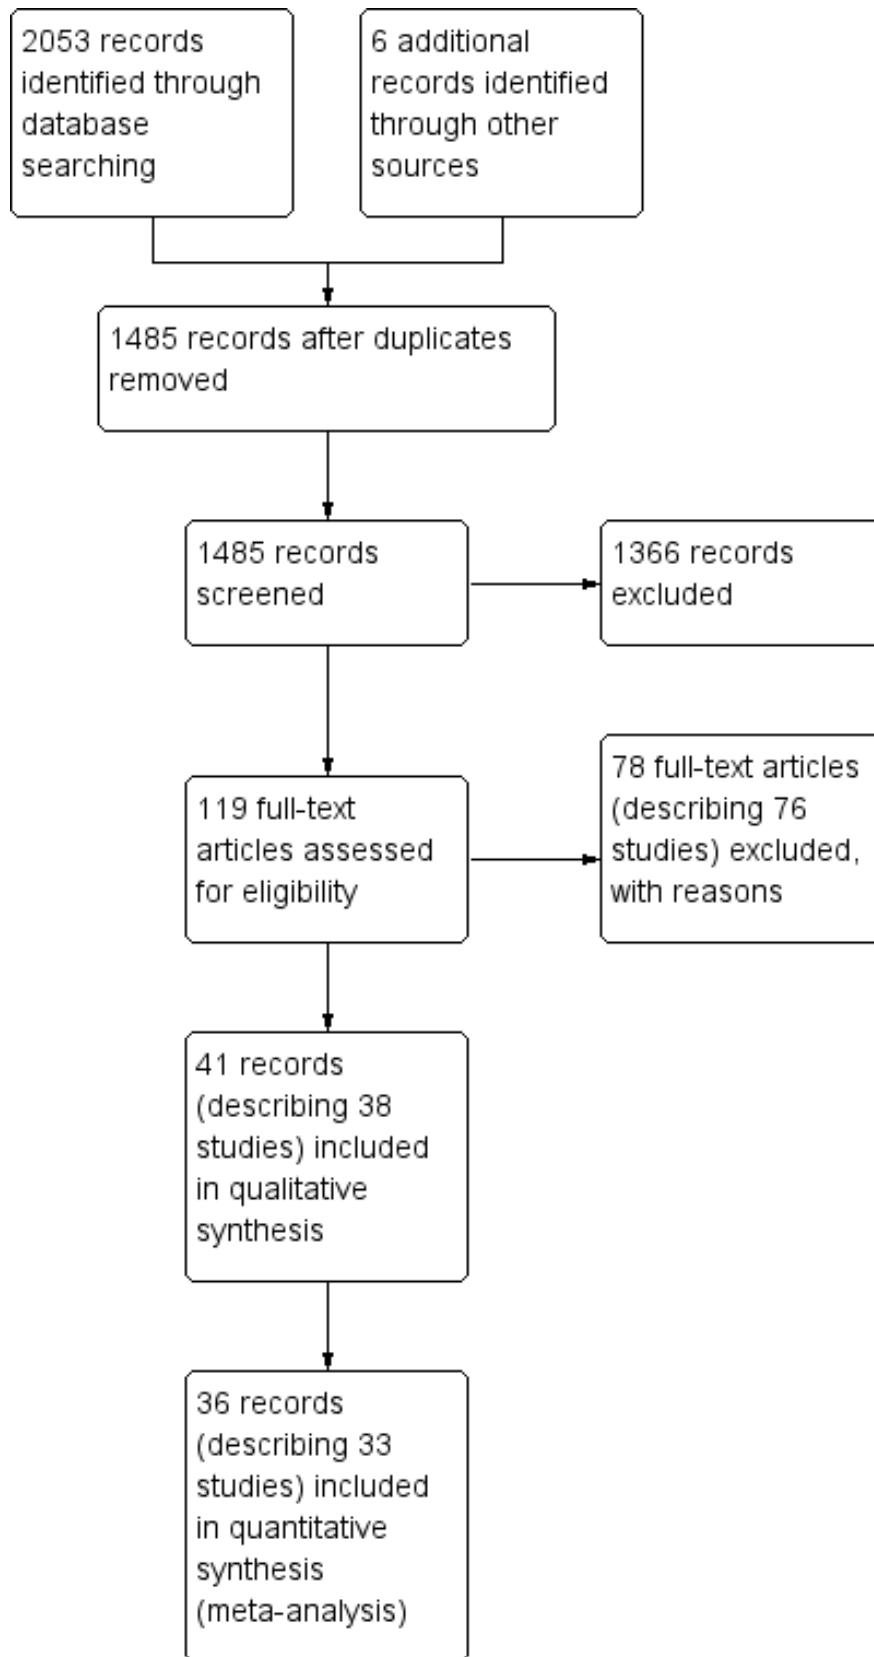 2053 records
identified through
database
searching
6 additional
records identified
through other
sources
1485 records after duplicates
removed
1485 records
screened
1366 records
excluded
119 full-text
articles assessed
for eligibility
78 full-text articles
(describing 76
studies) excluded,
with reasons
41 records
(describing 38
studies) included
in qualitative
synthesis
36 records
(describing 33
studies) included
in quantitative
synthesis
(meta-analysis)